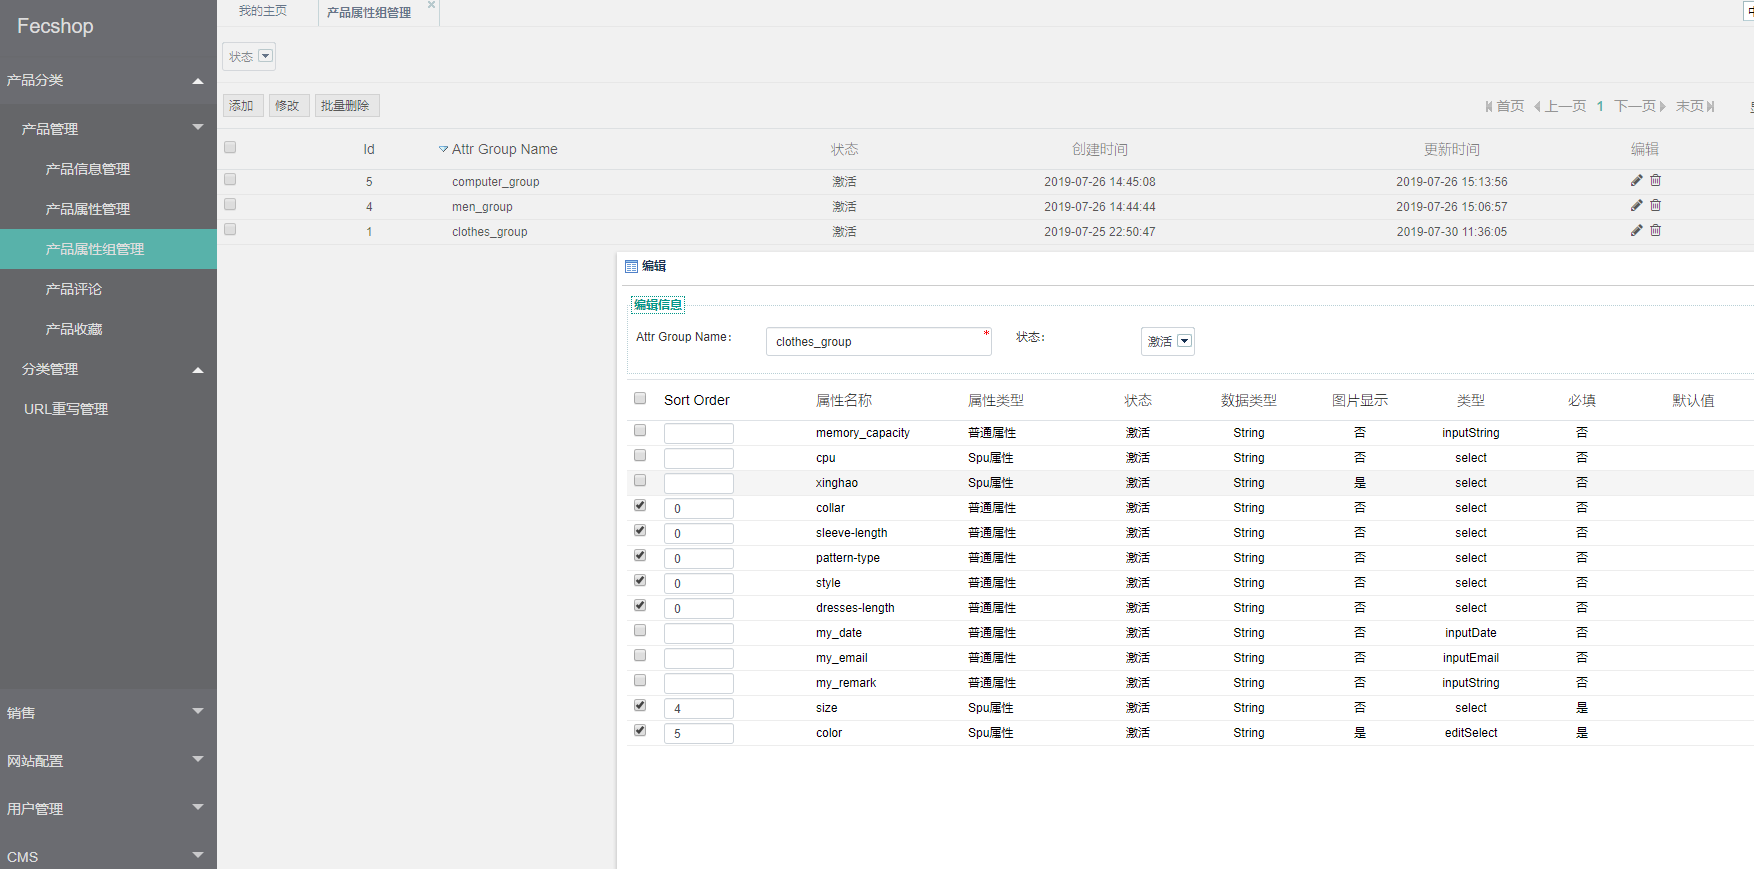 Fecshop
产品分类
产品管理
产品信息管理
产品属性管理
产品属性组管理
产品评论
产品收藏
分类管理
URL重写管理
销售
网站配置
用户管理
CMS
我的主页 产品属性组管理
状态
添加 修改 批量删除 首页 上一页 1 下一页 末页
Id Attr Group Name 状态 创建时间 更新时间 编辑
5 computer_group 激活 2019-07-26 14:45:08 2019-07-26 15:13:56
4 men_group 激活 2019-07-26 14:44:44 2019-07-26 15:06:57
1 clothes_group 激活 2019-07-25 22:50:47 2019-07-30 11:36:05
编辑
编辑信息
Attr Group Name: clothes_group * 状态: 激活
Sort Order 属性名称 属性类型 状态 数据类型 图片显示 类型 必填 默认值
memory_capacity 普通属性 激活 String 否 inputString 否
cpu Spu属性 激活 String 否 select 否
xinghao Spu属性 激活 String 是 select 否
0 collar 普通属性 激活 String 否 select 否
0 sleeve-length 普通属性 激活 String 否 select 否
0 pattern-type 普通属性 激活 String 否 select 否
0 style 普通属性 激活 String 否 select 否
0 dresses-length 普通属性 激活 String 否 select 否
my_date 普通属性 激活 String 否 inputDate 否
my_email 普通属性 激活 String 否 inputEmail 否
my_remark 普通属性 激活 String 否 inputString 否
4 size Spu属性 激活 String 否 select 是
5 color Spu属性 激活 String 是 editSelect 是